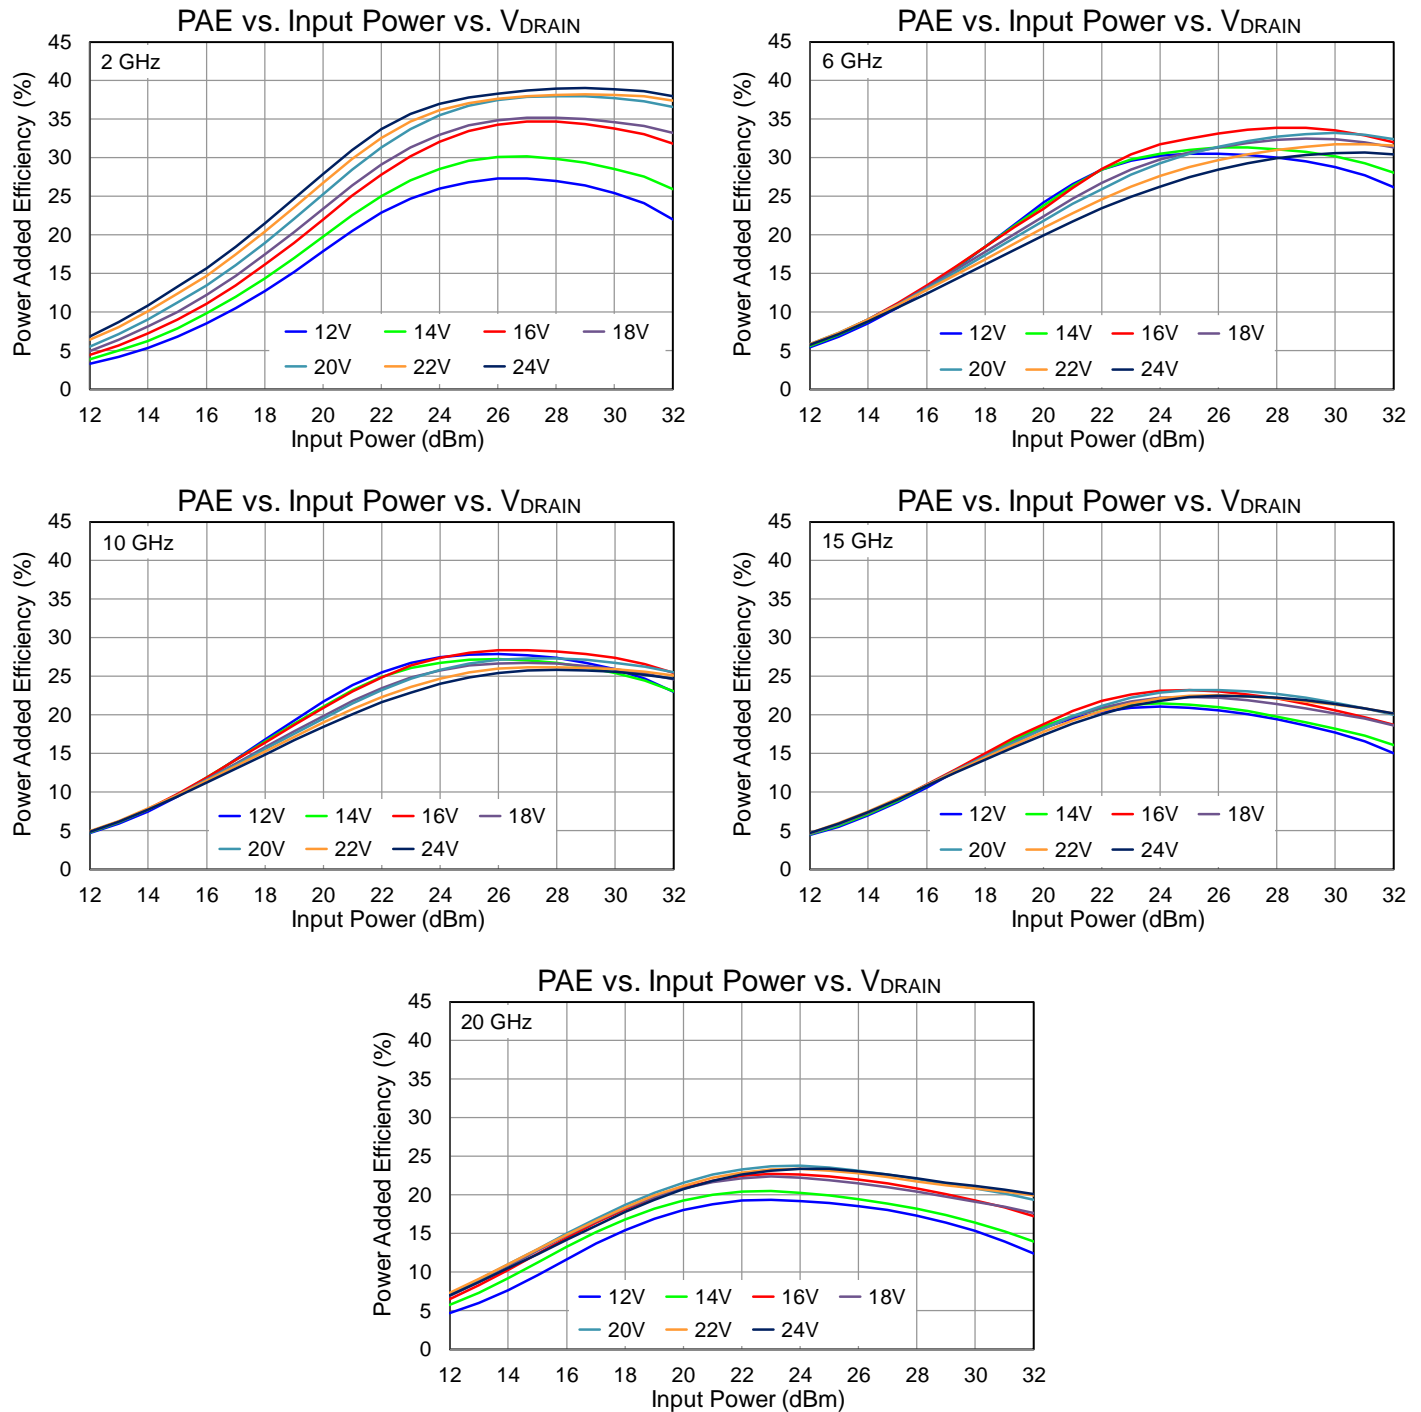 PAE vs. Input Power vs. VDRAIN
Power Added Efficiency (%)
45
40
35
30
25
20
15
10
5
0
2 GHz
12V 14V 16V 18V
20V 22V 24V
12 14 16 18 20 22 24 26 28 30 32
Input Power (dBm)
PAE vs. Input Power vs. VDRAIN
Power Added Efficiency (%)
45
40
35
30
25
20
15
10
5
0
6 GHz
12V 14V 16V 18V
20V 22V 24V
12 14 16 18 20 22 24 26 28 30 32
Input Power (dBm)
PAE vs. Input Power vs. VDRAIN
Power Added Efficiency (%)
45
40
35
30
25
20
15
10
5
0
10 GHz
12V 14V 16V 18V
20V 22V 24V
12 14 16 18 20 22 24 26 28 30 32
Input Power (dBm)
PAE vs. Input Power vs. VDRAIN
Power Added Efficiency (%)
45
40
35
30
25
20
15
10
5
0
15 GHz
12V 14V 16V 18V
20V 22V 24V
12 14 16 18 20 22 24 26 28 30 32
Input Power (dBm)
PAE vs. Input Power vs. VDRAIN
Power Added Efficiency (%)
45
40
35
30
25
20
15
10
5
0
20 GHz
12V 14V 16V 18V
20V 22V 24V
12 14 16 18 20 22 24 26 28 30 32
Input Power (dBm)